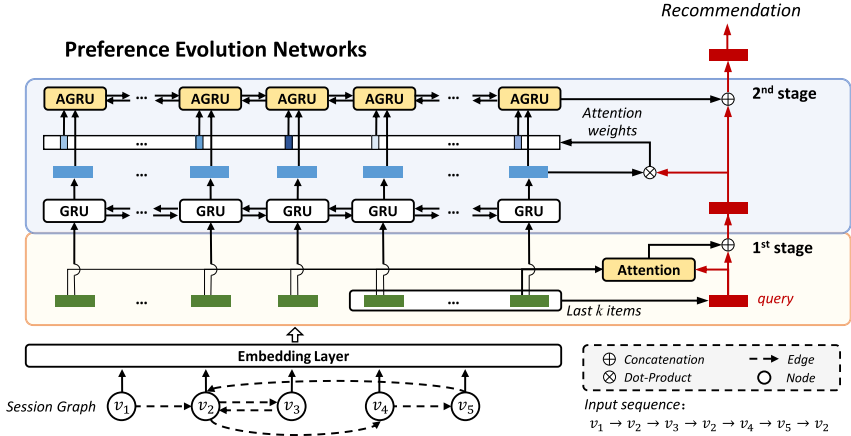 Recommendation
Preference Evolution Networks
AGRU ... AGRU AGRU AGRU ... AGRU
2nd stage
Attention
weights
... ...
... ...
GRU ... GRU GRU GRU ... GRU
1st stage
Attention
... ...
query
Last k items
Embedding Layer
⊕ Concatenation Edge
⊗ Dot-Product Node
Session Graph v1 v2 v3 v4 v5
Input sequence：
v1 → v2 → v3 → v2 → v4 → v5 → v2